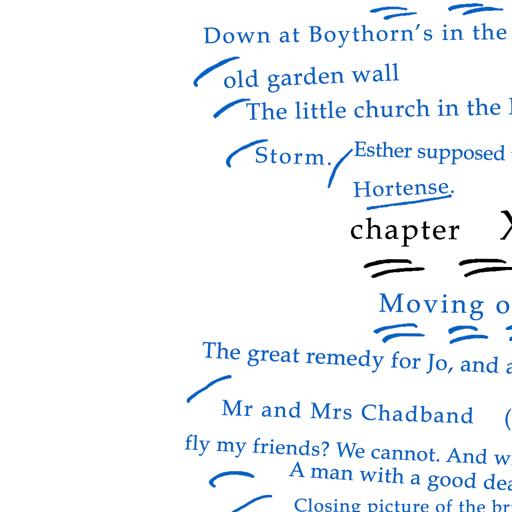 Down at Boythorn's in the
old garden wall
The little church in the
Storm. Esther supposed
Hortense.
chapter X
Moving o
The great remedy for Jo, and a
Mr and Mrs Chadband (
fly my friends? We cannot. And w
A man with a good dea
Closing picture of the br